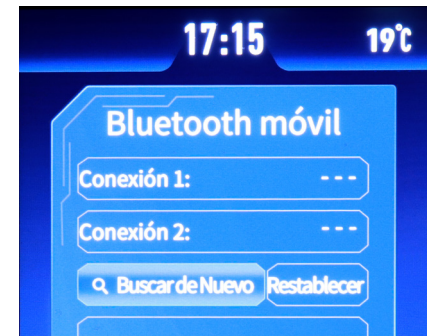 17:15 19°C
Bluetooth móvil
Conexión 1: ---
Conexión 2: ---
Buscar de Nuevo Restablecer